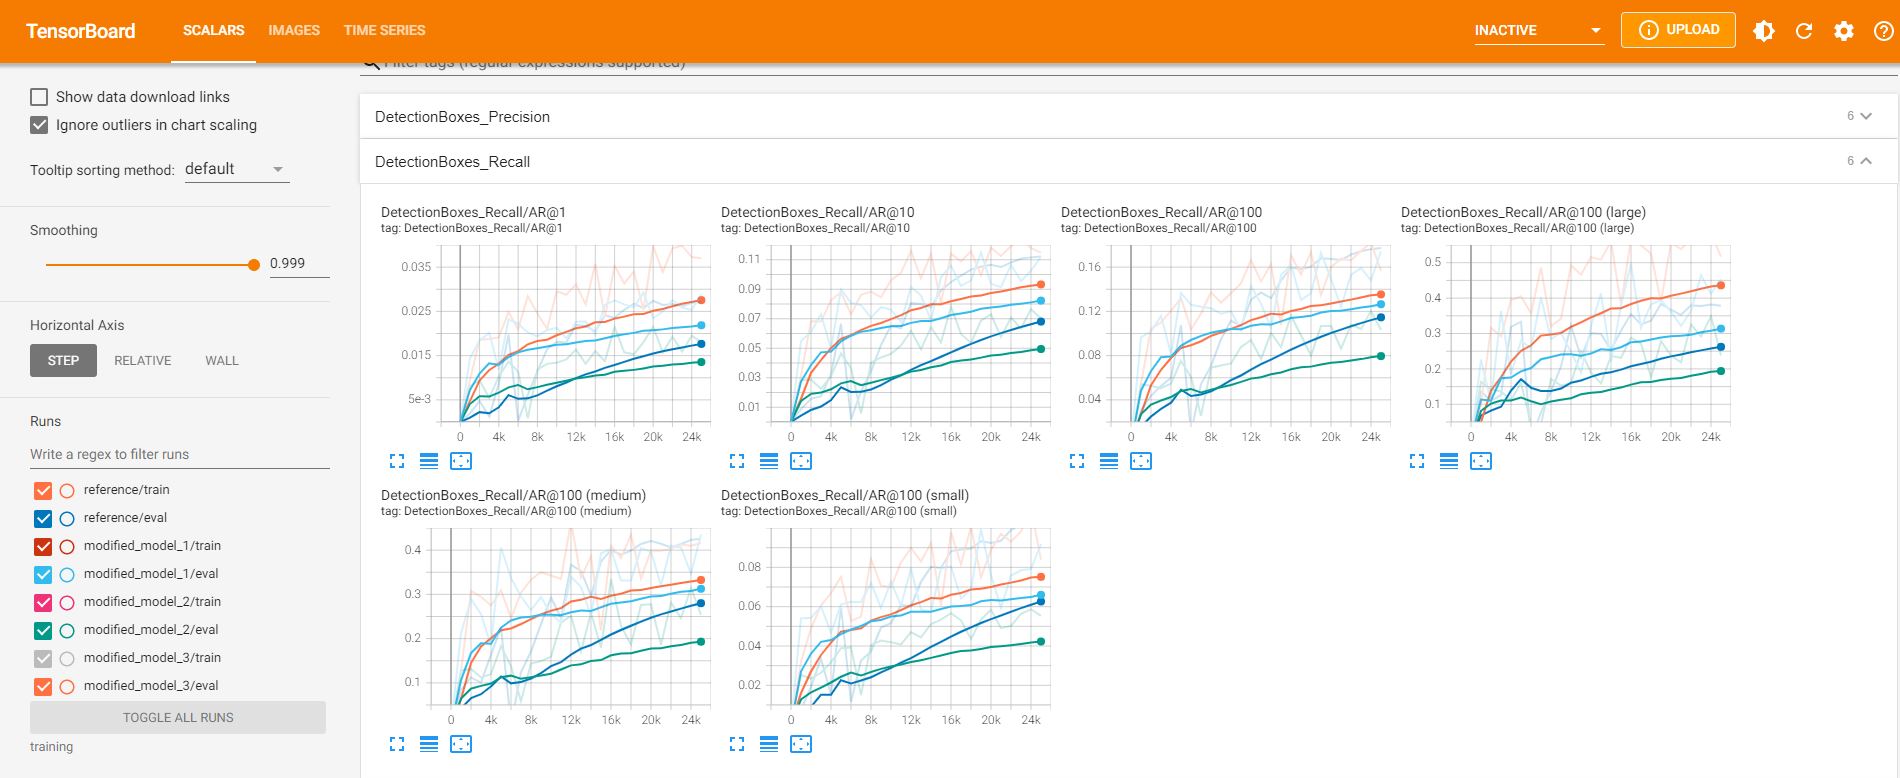 TensorBoard
SCALARS
IMAGES
TIME SERIES
INACTIVE
UPLOAD
Filter tags (regular expressions supported)
Show data download links
Ignore outliers in chart scaling
Tooltip sorting method: default
Smoothing
0.999
Horizontal Axis
STEP
RELATIVE
WALL
Runs
Write a regex to filter runs
reference/train
reference/eval
modified_model_1/train
modified_model_1/eval
modified_model_2/train
modified_model_2/eval
modified_model_3/train
modified_model_3/eval
TOGGLE ALL RUNS
training
DetectionBoxes_Precision
6
DetectionBoxes_Recall
6
DetectionBoxes_Recall/AR@1
tag: DetectionBoxes_Recall/AR@1
0.035
0.025
0.015
5e-3
0 4k 8k 12k 16k 20k 24k
DetectionBoxes_Recall/AR@10
tag: DetectionBoxes_Recall/AR@10
0.11
0.09
0.07
0.05
0.03
0.01
0 4k 8k 12k 16k 20k 24k
DetectionBoxes_Recall/AR@100
tag: DetectionBoxes_Recall/AR@100
0.16
0.12
0.08
0.04
0 4k 8k 12k 16k 20k 24k
DetectionBoxes_Recall/AR@100 (large)
tag: DetectionBoxes_Recall/AR@100 (large)
0.5
0.4
0.3
0.2
0.1
0 4k 8k 12k 16k 20k 24k
DetectionBoxes_Recall/AR@100 (medium)
tag: DetectionBoxes_Recall/AR@100 (medium)
0.4
0.3
0.2
0.1
0 4k 8k 12k 16k 20k 24k
DetectionBoxes_Recall/AR@100 (small)
tag: DetectionBoxes_Recall/AR@100 (small)
0.08
0.06
0.04
0.02
0 4k 8k 12k 16k 20k 24k